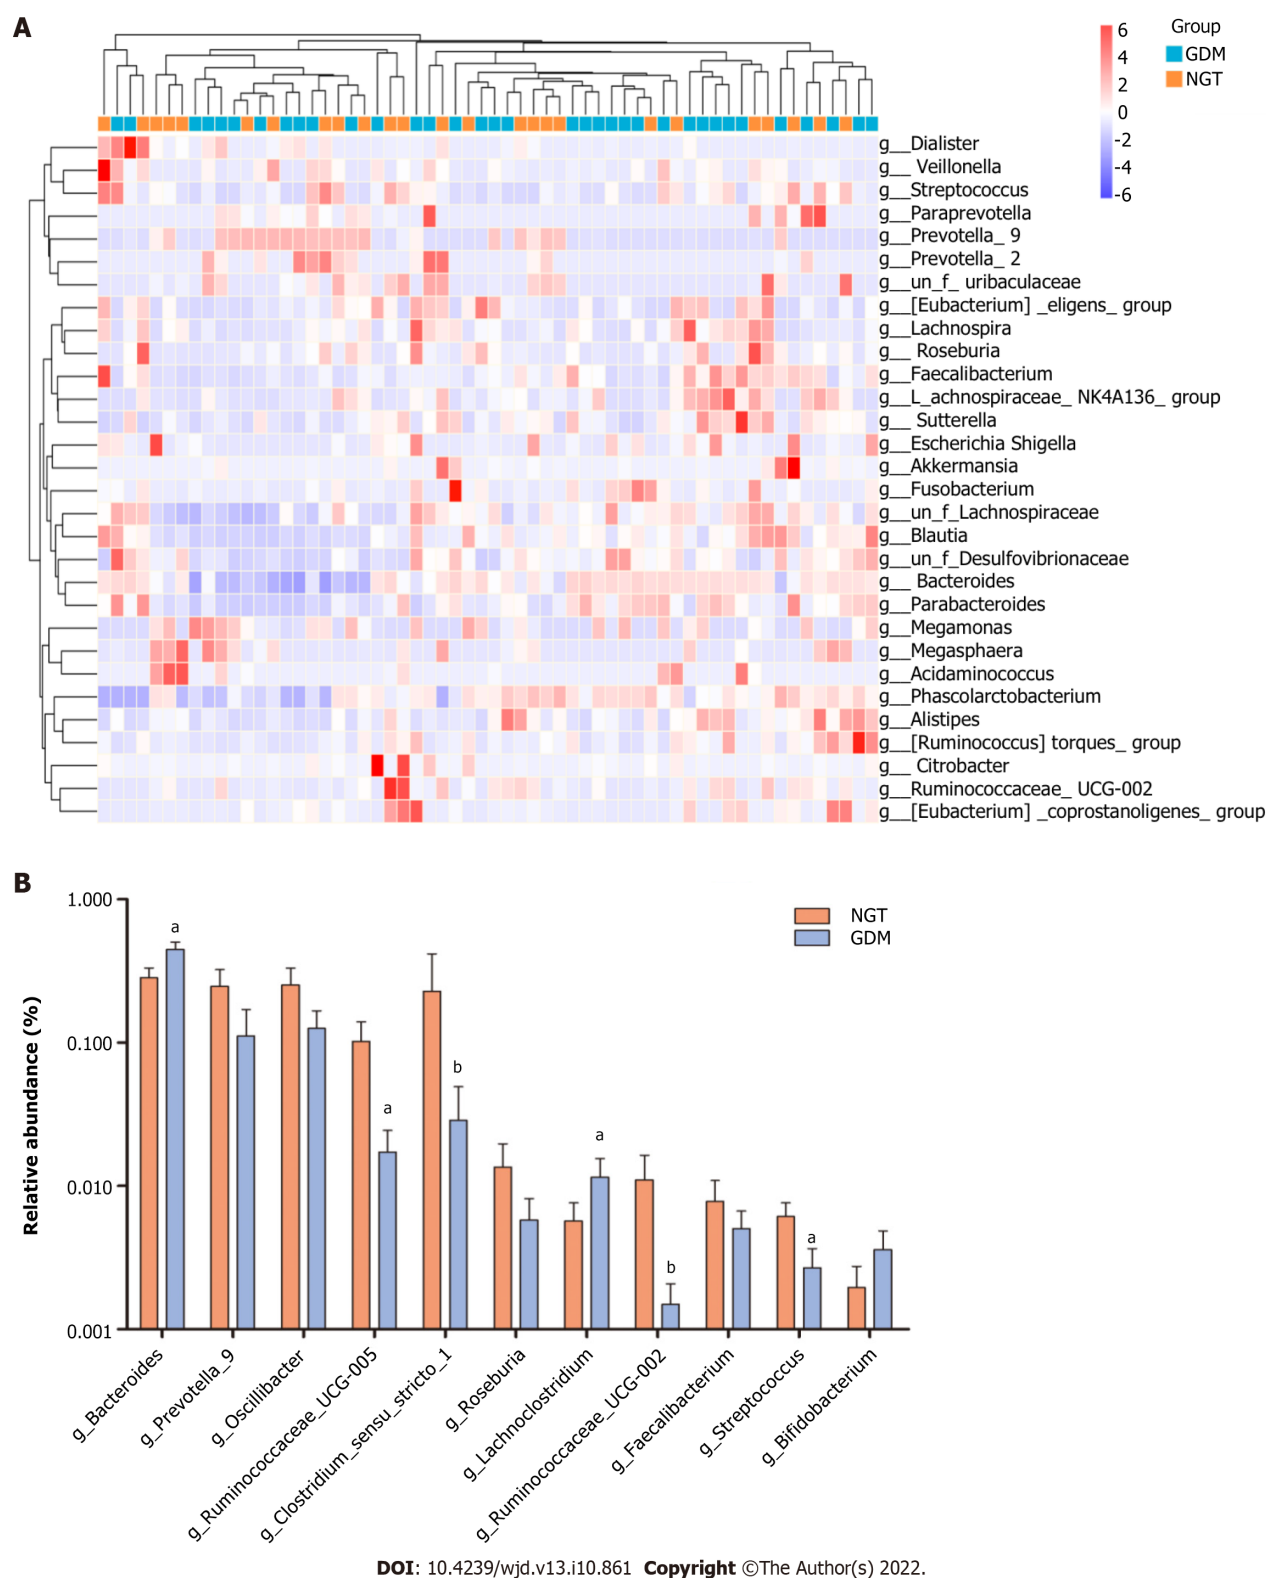 A
6
4
2
0
-2
-4
-6
Group
GDM
NGT
g__Dialister
g__ Veillonella
g__Streptococcus
g__Paraprevotella
g__Prevotella_ 9
g__Prevotella_ 2
g__un_f_ uribaculaceae
g__[Eubacterium] _eligens_ group
g__Lachnospira
g__ Roseburia
g__Faecalibacterium
g__L_achnospiraceae_ NK4A136_ group
g__ Sutterella
g__Escherichia Shigella
g__Akkermansia
g__Fusobacterium
g__un_f_Lachnospiraceae
g__Blautia
g__un_f_Desulfovibrionaceae
g__ Bacteroides
g__Parabacteroides
g__Megamonas
g__Megasphaera
g__Acidaminococcus
g__Phascolarctobacterium
g__Alistipes
g__[Ruminococcus] torques_ group
g__ Citrobacter
g__Ruminococcaceae_ UCG-002
g__[Eubacterium] _coprostanoligenes_ group
B
Relative abundance (%)
1.000
0.100
0.010
0.001
NGT
GDM
a
a
b
a
b
a
g_Bacteroides
g_Prevotella_9
g_Oscillibacter
g_Ruminococcaceae_UCG-005
g_Clostridium_sensu_stricto_1
g_Roseburia
g_Lachnoclostridium
g_Ruminococcaceae_UCG-002
g_Faecalibacterium
g_Streptococcus
g_Bifidobacterium
DOI: 10.4239/wjd.v13.i10.861 Copyright ©The Author(s) 2022.